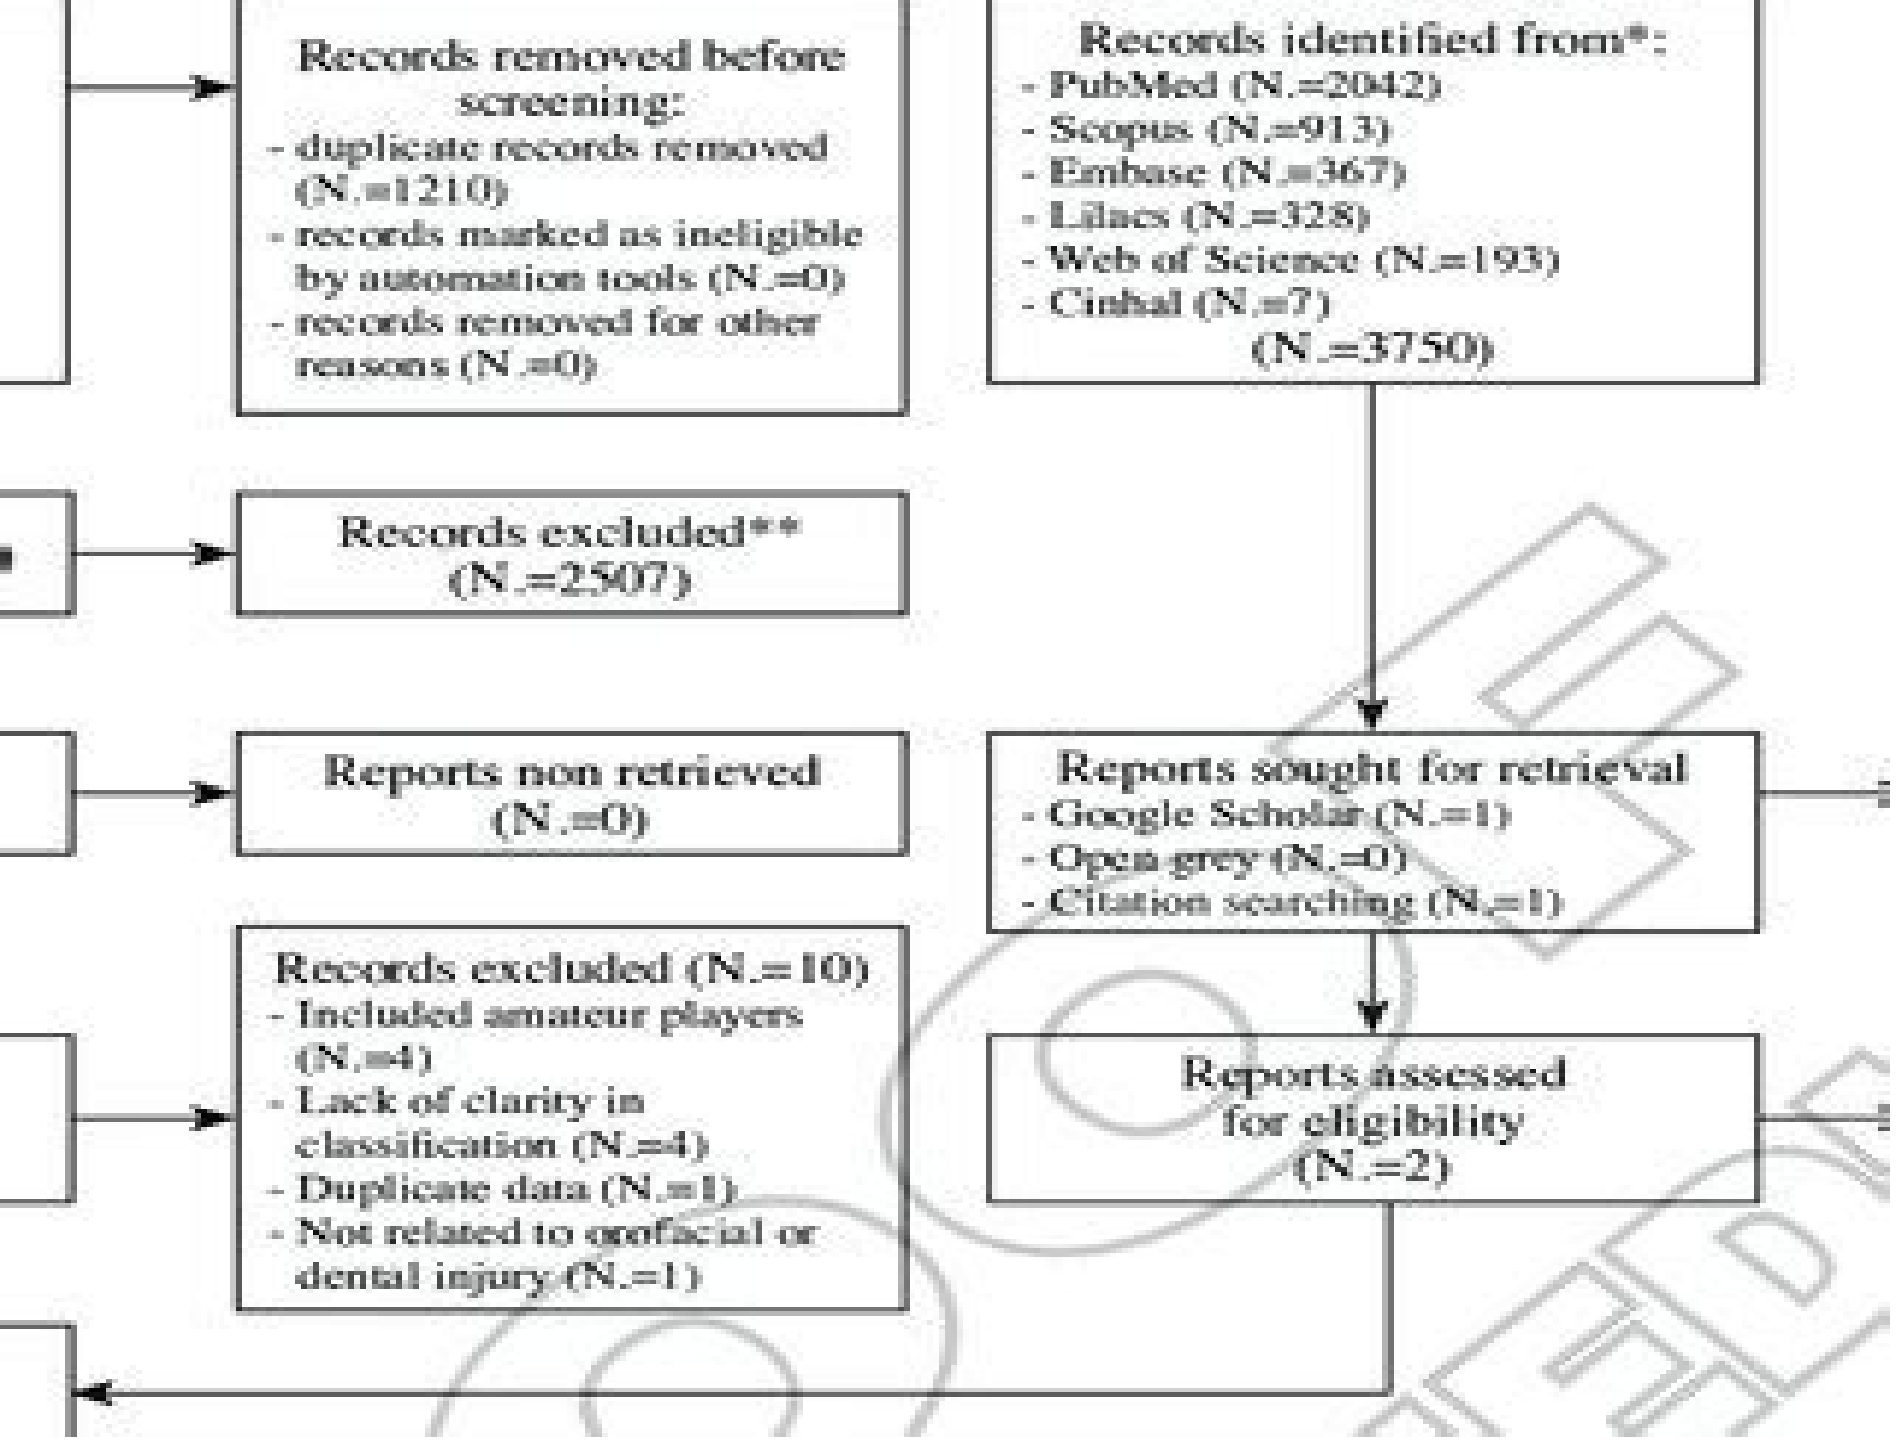 Records removed before
screening:
- duplicate records removed
(N.=1210)
- records marked as ineligible
by automation tools (N.=0)
- records removed for other
reasons (N.=0)
Records identified from*:
- PubMed (N.=2042)
- Scopus (N.=913)
- Embase (N.=367)
- Lilacs (N.=328)
- Web of Science (N.=193)
- Cinhal (N.=7)
(N.=3750)
Records excluded**
(N.=2507)
Reports non retrieved
(N.=0)
Reports sought for retrieval
- Google Scholar (N.=1)
- Open grey (N.=0)
- Citation searching (N.=1)
Records excluded (N.=10)
- Included amateur players
(N.=4)
- Lack of clarity in
classification (N.=4)
- Duplicate data (N.=1)
- Not related to orofacial or
dental injury (N.=1)
Reports assessed
for eligibility
(N.=2)